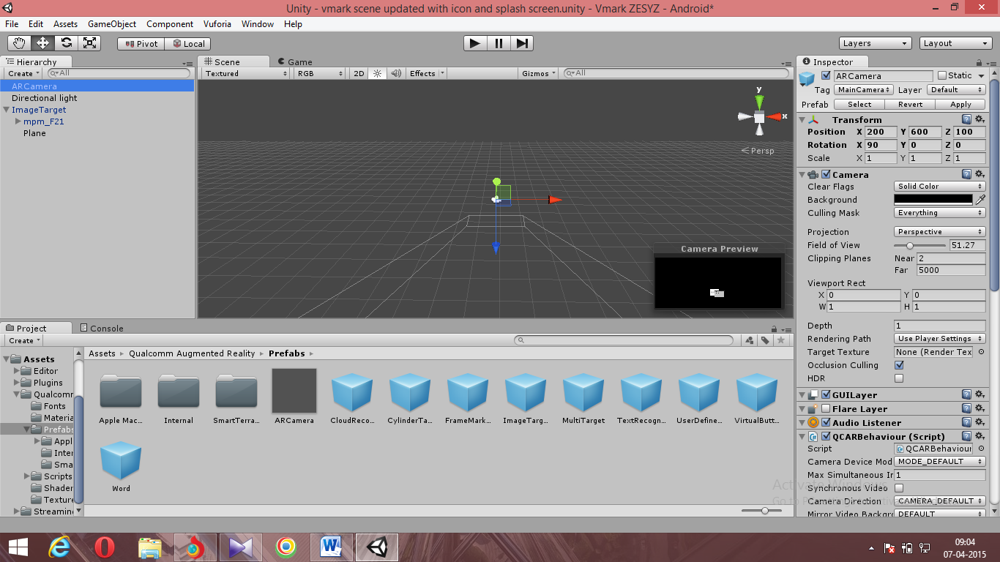 Unity - vmark scene updated with icon and splash screen.unity - Vmark ZESYZ - Android*
File Edit Assets GameObject Component Vuforia Window Help
Pivot Local Layers Layout
Hierarchy
Create All
ARCamera
Directional light
ImageTarget
mpm_F21
Plane
Scene Game
Textured RGB 2D Effects Gizmos All
y
x
Persp
Camera Preview
Inspector
ARCamera Static
Tag MainCamera Layer Default
Prefab Select Revert Apply
Transform
Position X 200 Y 600 Z 100
Rotation X 90 Y 0 Z 0
Scale X 1 Y 1 Z 1
Camera
Clear Flags Solid Color
Background
Culling Mask Everything
Projection Perspective
Field of View 51.27
Clipping Planes Near 2
Far 5000
Viewport Rect
X 0 Y 0
W 1 H 1
Depth 1
Rendering Path Use Player Settings
Target Texture None (Render Tex
Occlusion Culling
HDR
GUILayer
Flare Layer
Audio Listener
QCARBehaviour (Script)
Script QCARBehaviour
Camera Device Mod MODE_DEFAULT
Max Simultaneous Ir 1
Synchronous Video
Camera Direction CAMERA_DEFAULT
Mirror Video Backgro DEFAULT
Activate Windows
Project Console
Create
Assets
Editor
Plugins
Qualcomm
Fonts
Materia
Prefabs
Appl
Inter
Sma
Scripts
Shader
Texture
Streamin
Assets Qualcomm Augmented Reality Prefabs
Apple Mac... Internal SmartTerra... ARCamera CloudReco... CylinderTa... FrameMark... ImageTarg... MultiTarget TextRecogn... UserDefine... VirtualButt...
Word
09:04
07-04-2015